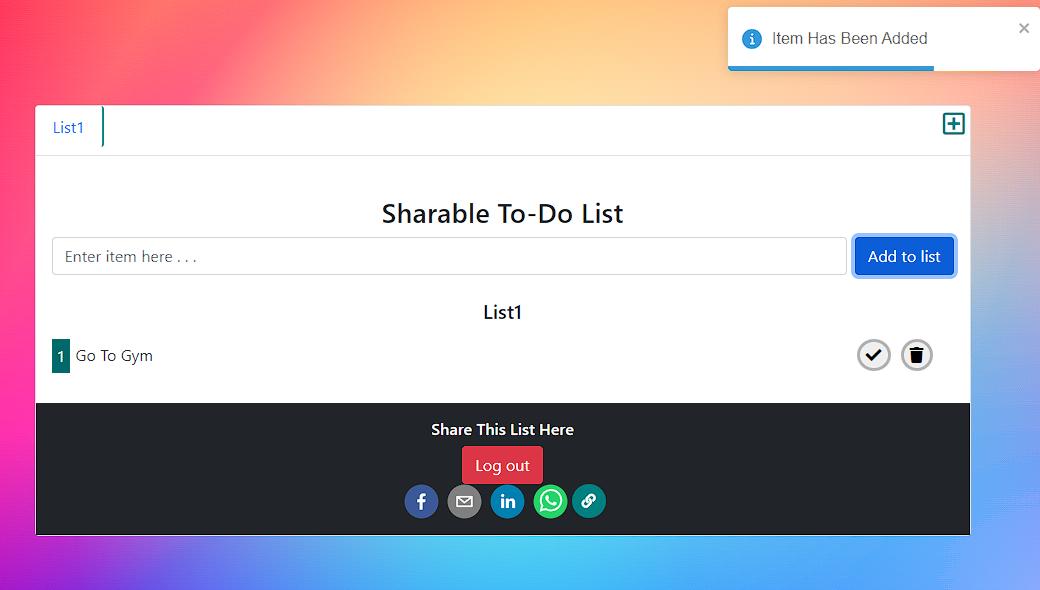 Item Has Been Added
List1
Sharable To-Do List
Enter item here . . .
Add to list
List1
1 Go To Gym
Share This List Here
Log out